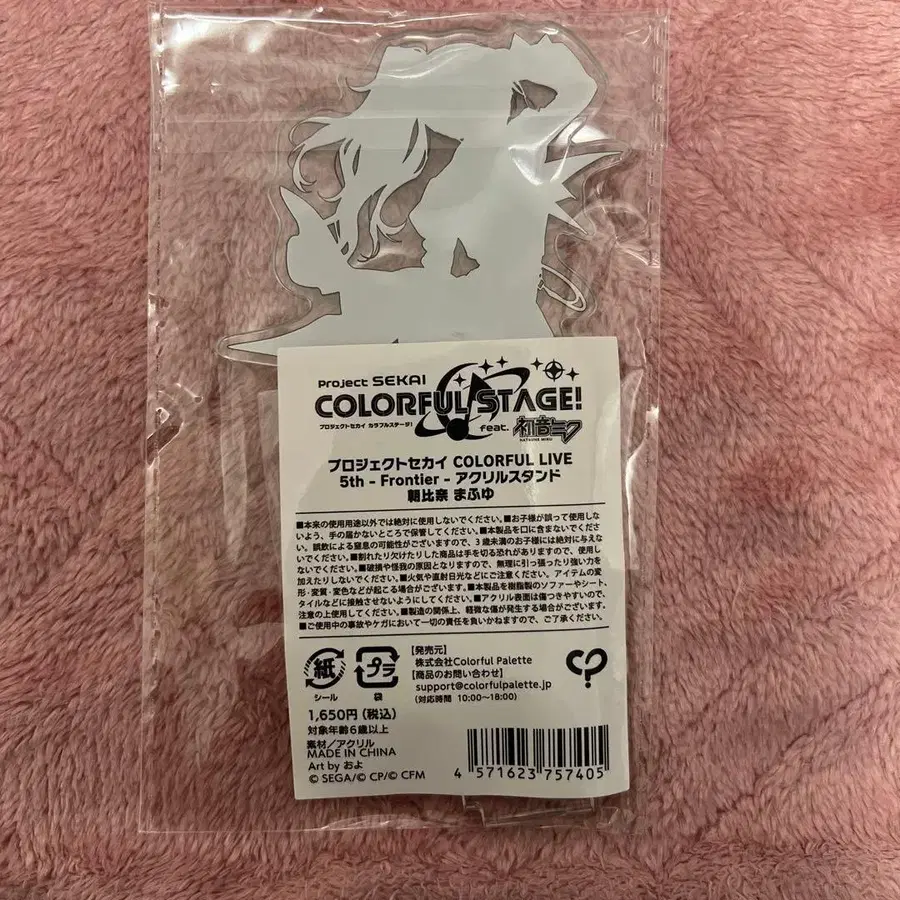 Project SEKAI
COLORFUL STAGE!
プロジェクトセカイ カラフルステージ!
feat. 初音ミク
HATSUNE MIKU
プロジェクトセカイ COLORFUL LIVE
5th - Frontier - アクリルスタンド
朝比奈 まふゆ
■本来の使用用途以外では絶対に使用しないでください。■お子様が誤って使用しな
いよう、手の届かないところで保管してください。■本製品を口に含まないでくださ
い。誤飲による窒息の可能性がございますので、3歳未満のお子様には絶対に与えな
いでください。■割れたり欠けたりした商品は手を切る恐れがありますので、使用し
ないでください。■破損や怪我の原因となりますので、無理に引っ張ったり強い力を
加えたりしないでください。■火気や直射日光などにご注意ください。アイテムの変
形・変質・変色などが起こる場合がございます。■本製品を樹脂製のソファーやシート、
タイルなどに接触させないようにしてください。■アクリル表面は傷つきやすいので、
注意の上使用してください。■製造の関係上、軽微な傷が発生する場合がございます。
■ご使用中の事故やケガにおいて一切の責任を負いかねますので、ご了承ください。
紙
シール
プラ
袋
【発売元】
株式会社Colorful Palette
【商品のお問い合わせ】
support@colorfulpalette.jp
(対応時間 10:00~18:00)
1,650円(税込)
対象年齢6歳以上
素材/アクリル
MADE IN CHINA
Art by およ
© SEGA/© CP/© CFM
4 571623 757405